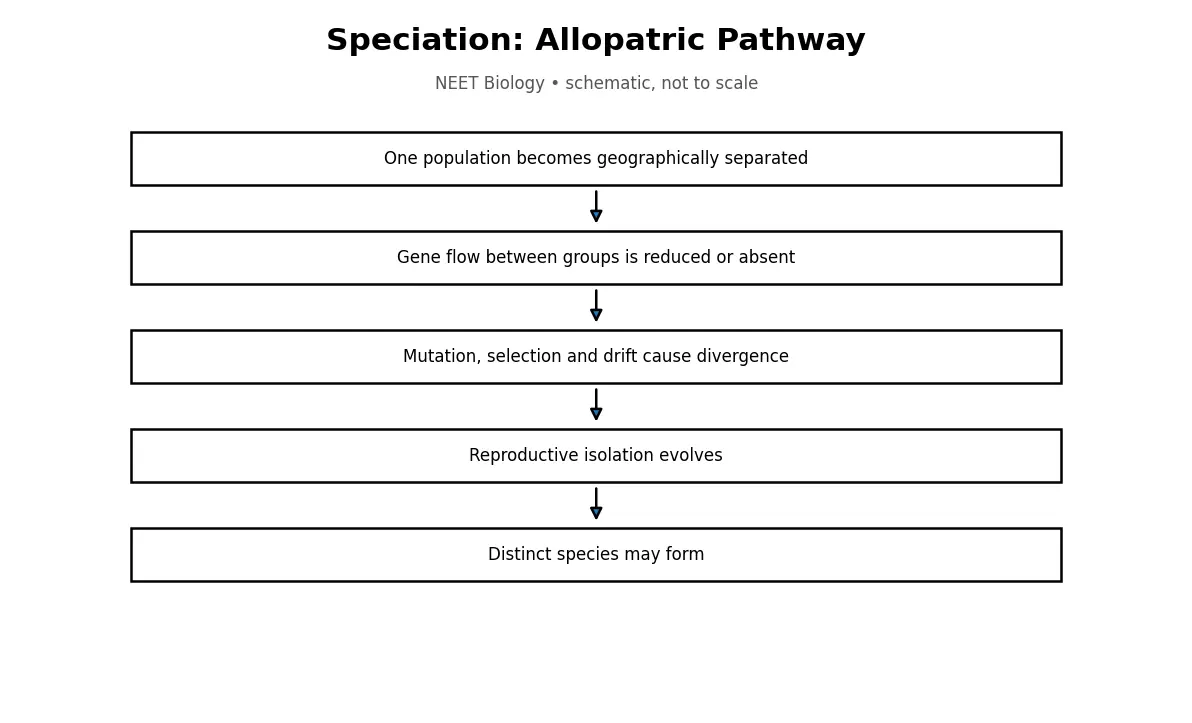 Speciation: Allopatric Pathway
NEET Biology • schematic, not to scale
One population becomes geographically separated
Gene flow between groups is reduced or absent
Mutation, selection and drift cause divergence
Reproductive isolation evolves
Distinct species may form